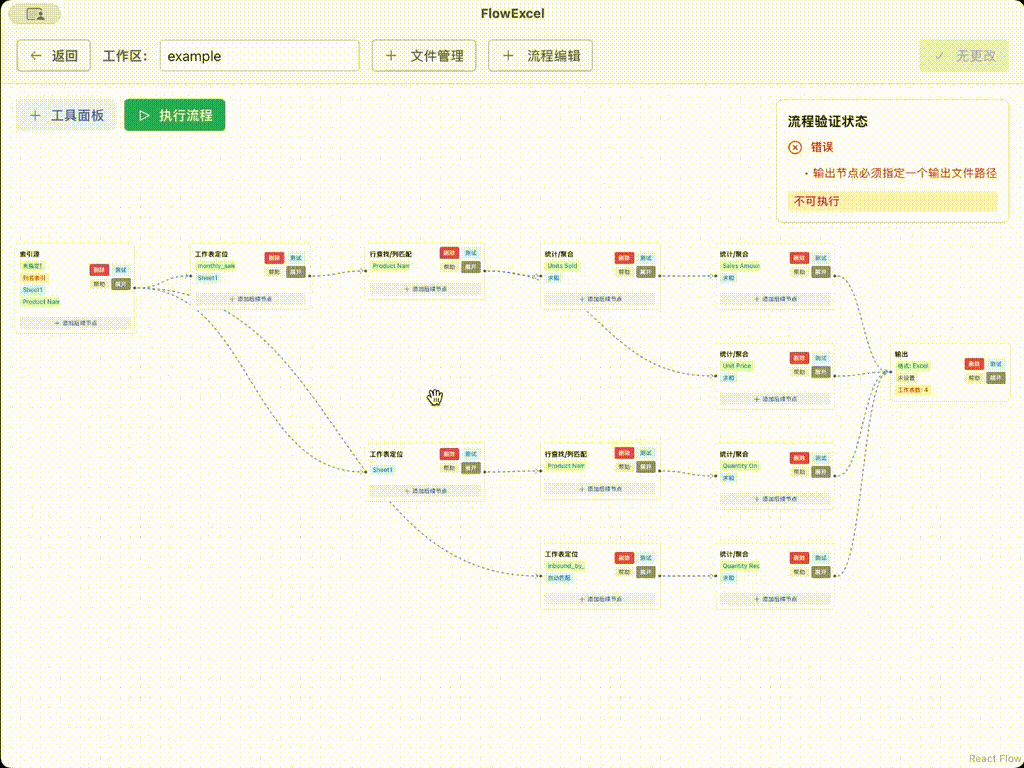 FlowExcel
返回
工作区:
example
文件管理
流程编辑
无更改
工具面板
执行流程
流程验证状态
错误
• 输出节点必须指定一个输出文件路径
不可执行
索引源
未指定1
列名索引
Sheet1
Product Nam
删除 测试
帮助 展开
+ 添加后续节点
工作表定位
monthly_sale
Sheet1
删除 测试
帮助 展开
+ 添加后续节点
行查找/列匹配
Product Nam
删除 测试
帮助 展开
+ 添加后续节点
统计/聚合
Units Sold
求和
删除 测试
帮助 展开
+ 添加后续节点
统计/聚合
Sales Amoun
求和
删除 测试
帮助 展开
+ 添加后续节点
统计/聚合
Unit Price
求和
删除 测试
帮助 展开
+ 添加后续节点
输出
格式: Excel
未设置
工作表数: 4
删除 测试
帮助 展开
工作表定位
Sheet1
删除 测试
帮助 展开
+ 添加后续节点
行查找/列匹配
Product Nam
删除 测试
帮助 展开
+ 添加后续节点
统计/聚合
Quantity On
求和
删除 测试
帮助 展开
+ 添加后续节点
工作表定位
inbound_by_
自动匹配
删除 测试
帮助 展开
+ 添加后续节点
统计/聚合
Quantity Rec
求和
删除 测试
帮助 展开
+ 添加后续节点
React Flow